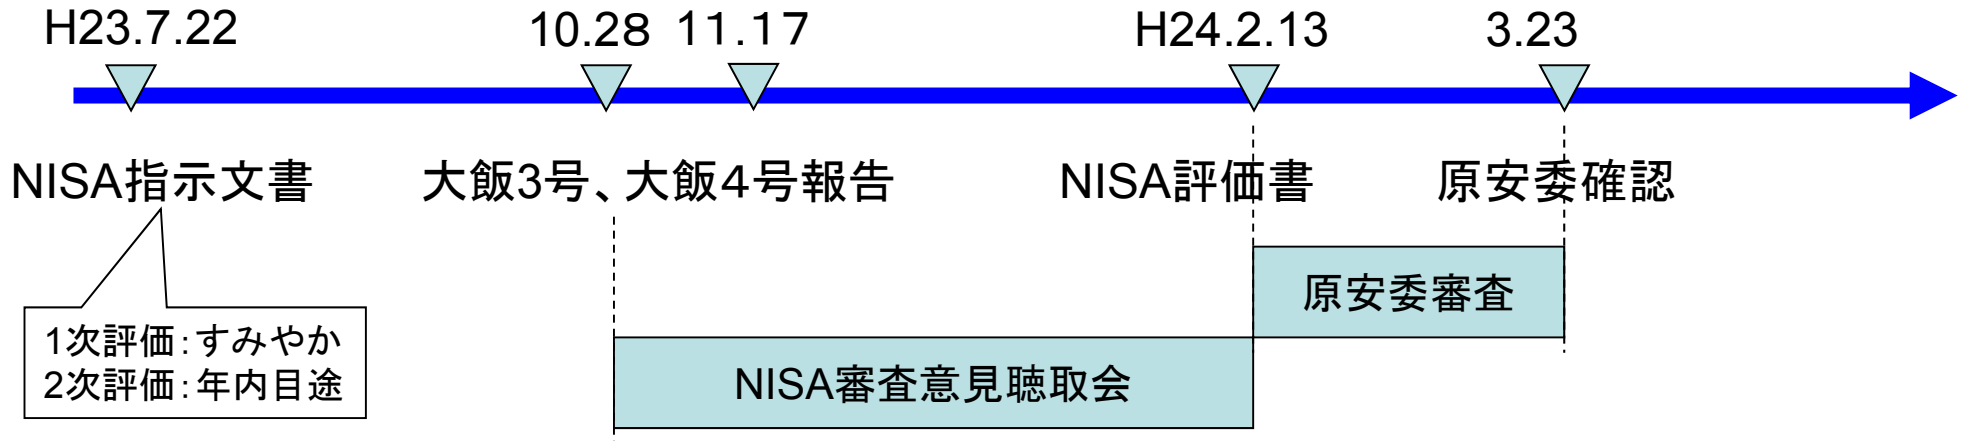 H23.7.22 10.28 11.17 H24.2.13 3.23
NISA指示文書 大飯3号、大飯4号報告 NISA評価書 原安委確認
原安委審査
1次評価：すみやか
2次評価：年内目途
NISA審査意見聴取会